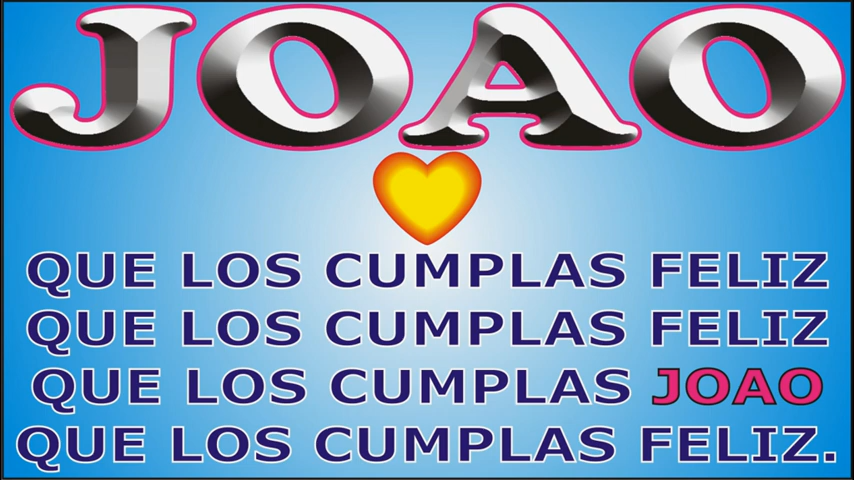 JOAO
QUE LOS CUMPLAS FELIZ
QUE LOS CUMPLAS FELIZ
QUE LOS CUMPLAS JOAO
QUE LOS CUMPLAS FELIZ.